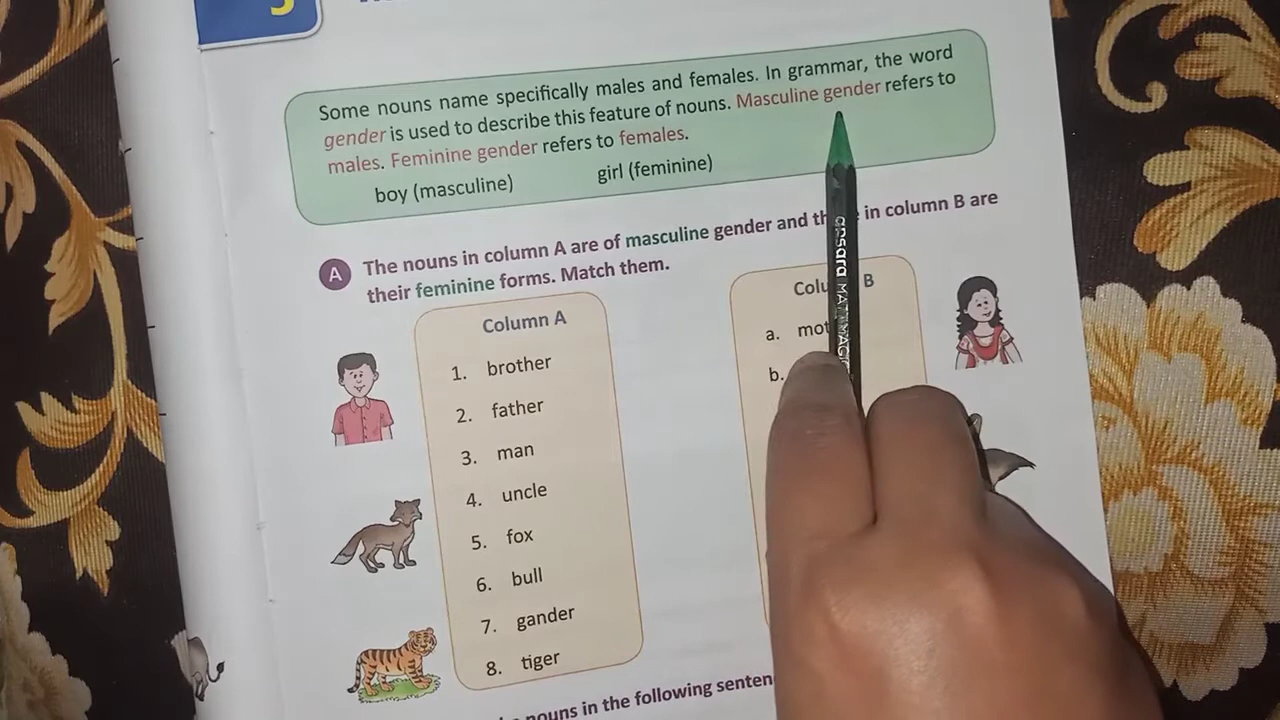 Some nouns name specifically males and females. In grammar, the word
gender is used to describe this feature of nouns. Masculine gender refers to
males. Feminine gender refers to females.
boy (masculine) girl (feminine)
A The nouns in column A are of masculine gender and in column B are
their feminine forms. Match them.
Column A
1. brother
2. father
3. man
4. uncle
5. fox
6. bull
7. gander
8. tiger
B
a.
b.
apsara
nouns in the following